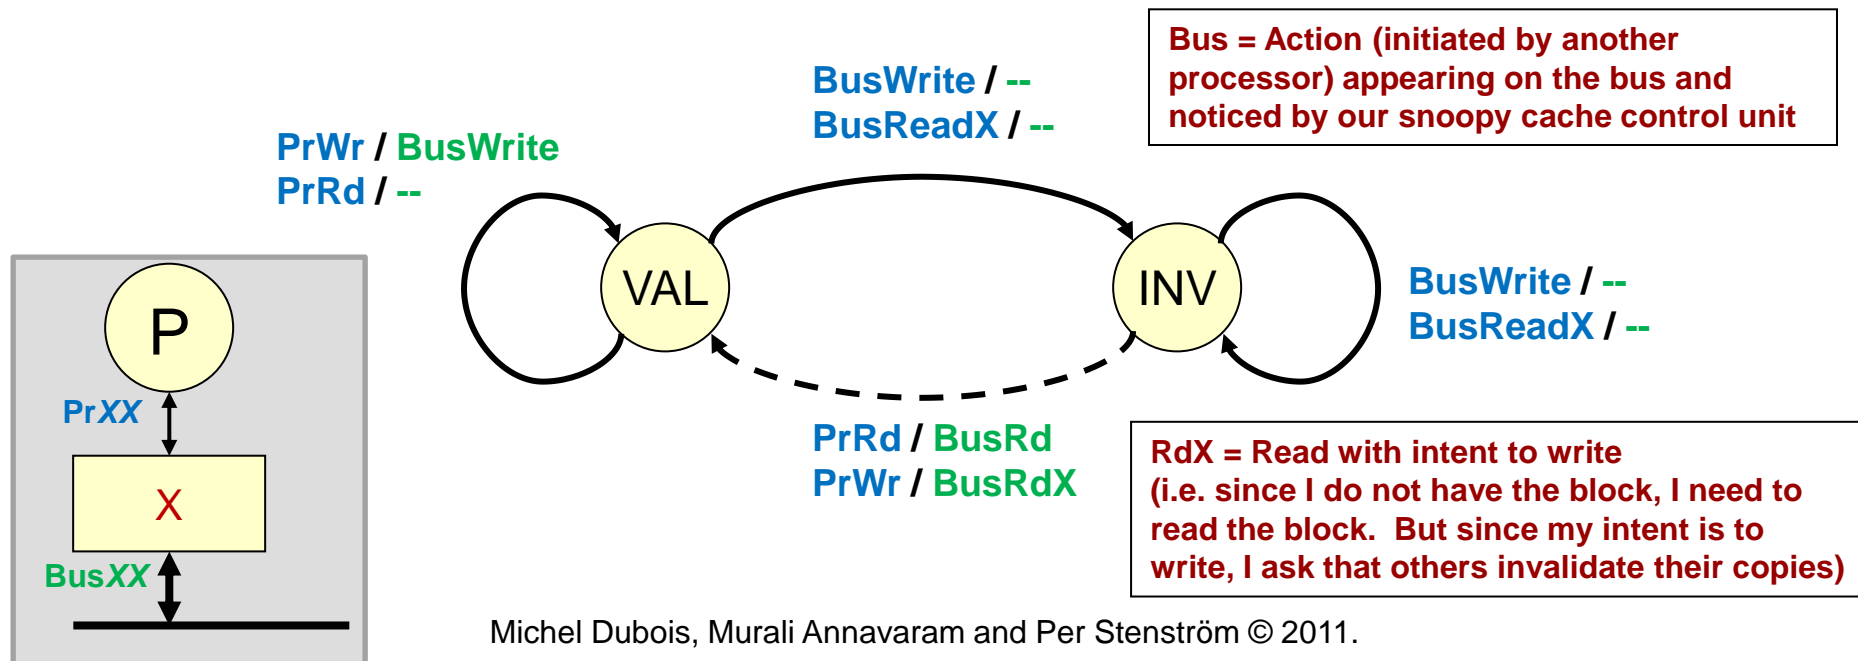 Bus = Action (initiated by another
processor) appearing on the bus and
noticed by our snoopy cache control unit
BusWrite / --
BusReadX / --
PrWr / BusWrite
PrRd / --
VAL
INV
BusWrite / --
BusReadX / --
P
PrXX
X
BusXX
PrRd / BusRd
PrWr / BusRdX
RdX = Read with intent to write
(i.e. since I do not have the block, I need to
read the block. But since my intent is to
write, I ask that others invalidate their copies)
Michel Dubois, Murali Annavaram and Per Stenström © 2011.